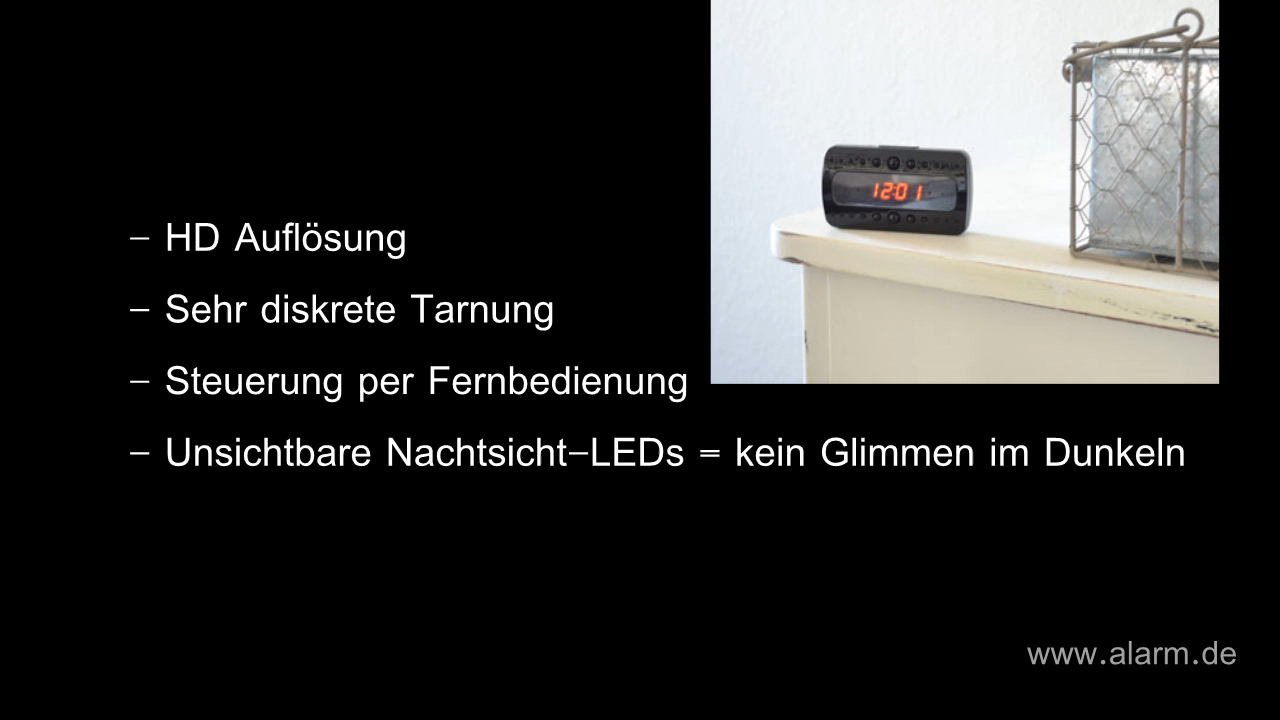 12:01
– HD Auflösung
– Sehr diskrete Tarnung
– Steuerung per Fernbedienung
– Unsichtbare Nachtsicht–LEDs = kein Glimmen im Dunkeln
www.alarm.de